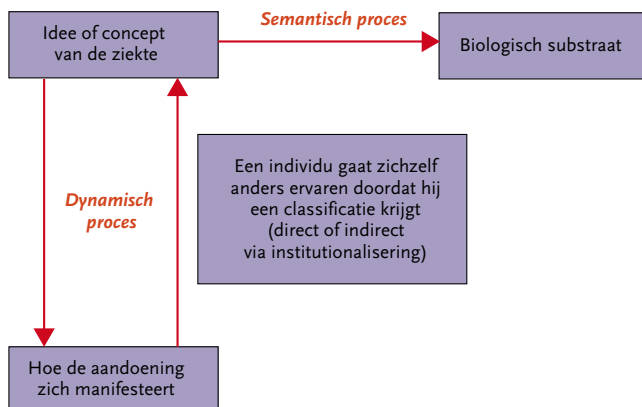 Idee of concept
van de ziekte
Semantisch proces
Biologisch substraat
Dynamisch
proces
Een individu gaat zichzelf
anders ervaren doordat hij
een classificatie krijgt
(direct of indirect
via institutionalisering)
Hoe de aandoening
zich manifesteert